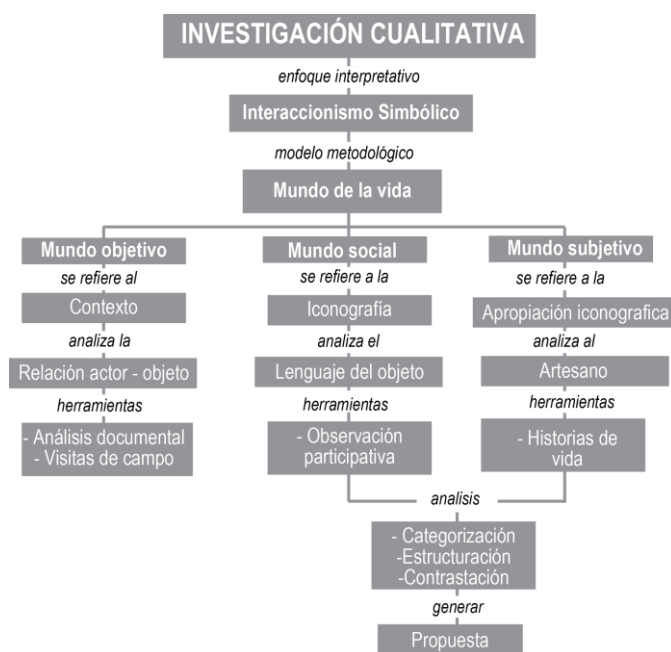 INVESTIGACIÓN CUALITATIVA
enfoque interpretativo
Interaccionismo Simbólico
modelo metodológico
Mundo de la vida
Mundo objetivo
se refiere al
Contexto
analiza la
Relación actor - objeto
herramientas
- Análisis documental
- Visitas de campo
Mundo social
se refiere a la
Iconografía
analiza el
Lenguaje del objeto
herramientas
- Observación
participativa
Mundo subjetivo
se refiere a la
Apropiación iconografica
analiza al
Artesano
herramientas
- Historias de
vida
analisis
- Categorización
-Estructuración
-Contrastación
generar
Propuesta